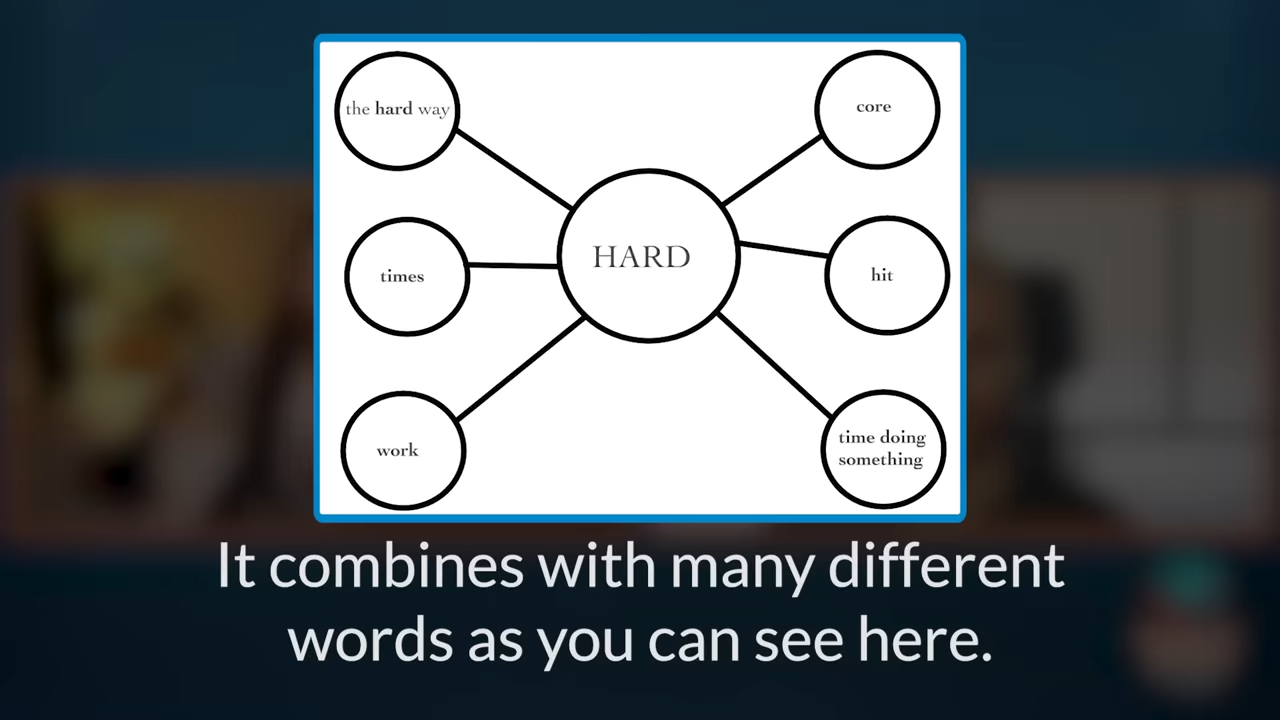 the hard way
core
HARD
times
hit
work
time doing
something
It combines with many different
words as you can see here.